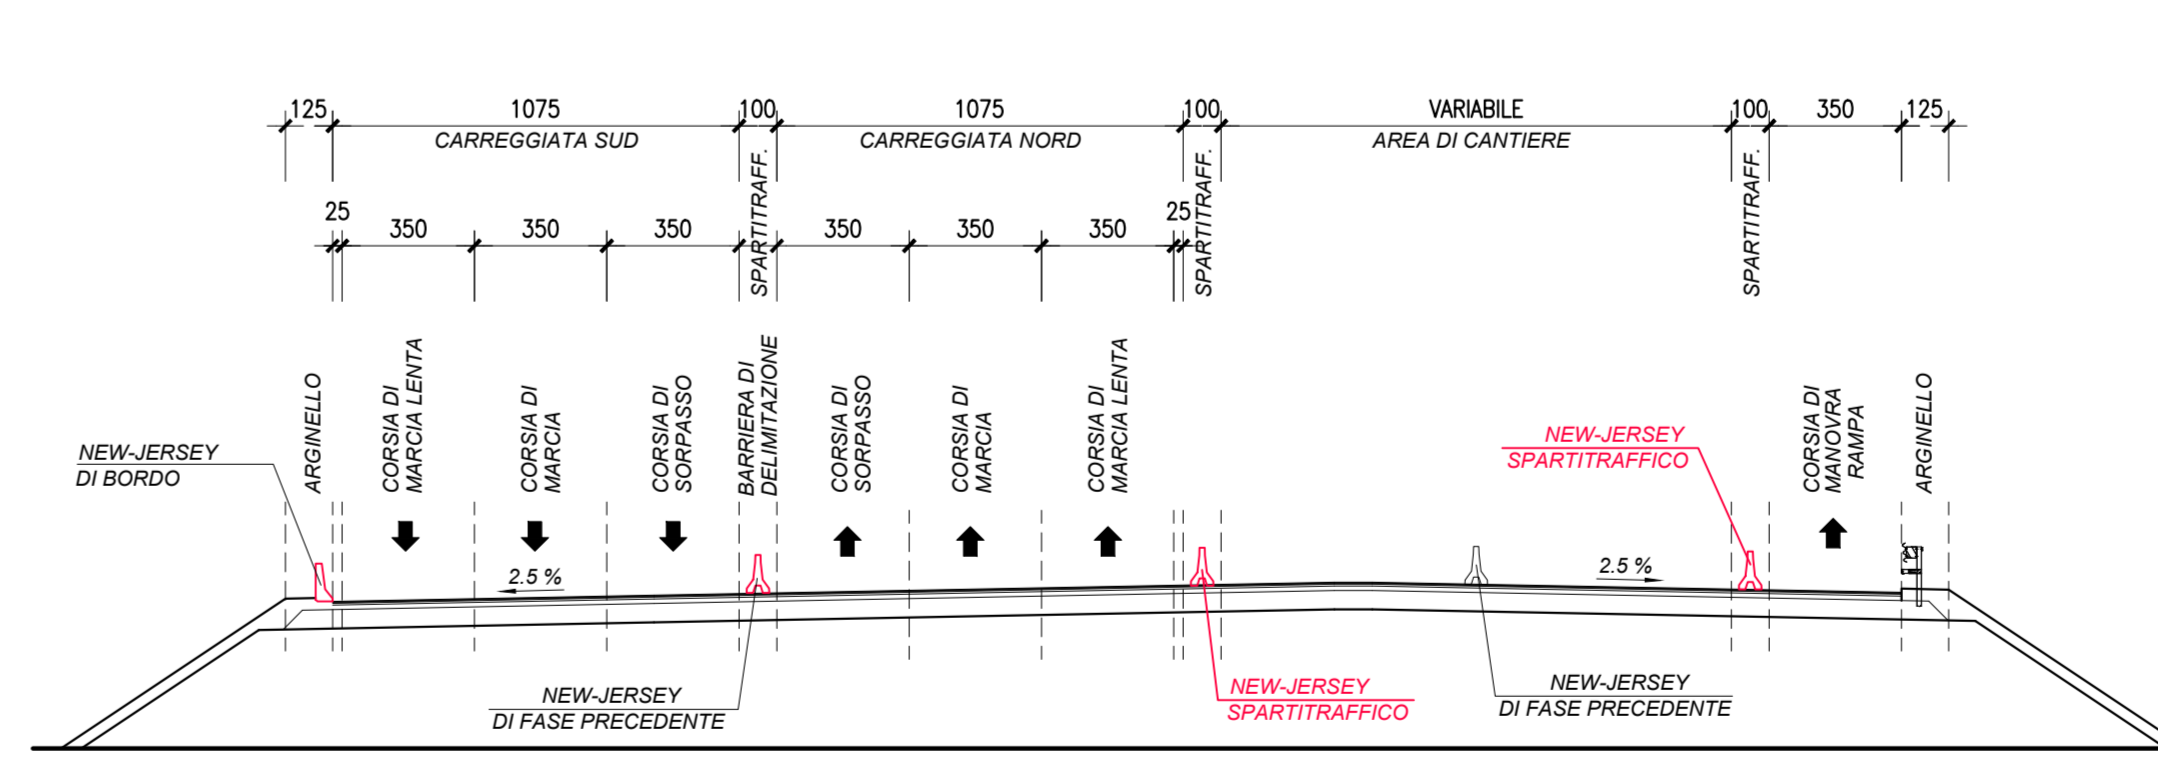 125 1075 100 1075 100 VARIABILE 100 350 125
CARREGGIATA SUD CARREGGIATA NORD AREA DI CANTIERE
SPARTITRAFF.
SPARTITRAFF.
SPARTITRAFF.
25 350 350 350 350 350 350 25
ARGINELLO
CORSIA DI
MARCIA LENTA
CORSIA DI
MARCIA
CORSIA DI
SORPASSO
BARRIERA DI
DELIMITAZIONE
CORSIA DI
SORPASSO
CORSIA DI
MARCIA
CORSIA DI
MARCIA LENTA
CORSIA DI
MANOVRA
RAMPA
ARGINELLO
NEW-JERSEY
DI BORDO
NEW-JERSEY
SPARTITRAFFICO
2.5 %
2.5 %
NEW-JERSEY
DI FASE PRECEDENTE
NEW-JERSEY
SPARTITRAFFICO
NEW-JERSEY
DI FASE PRECEDENTE